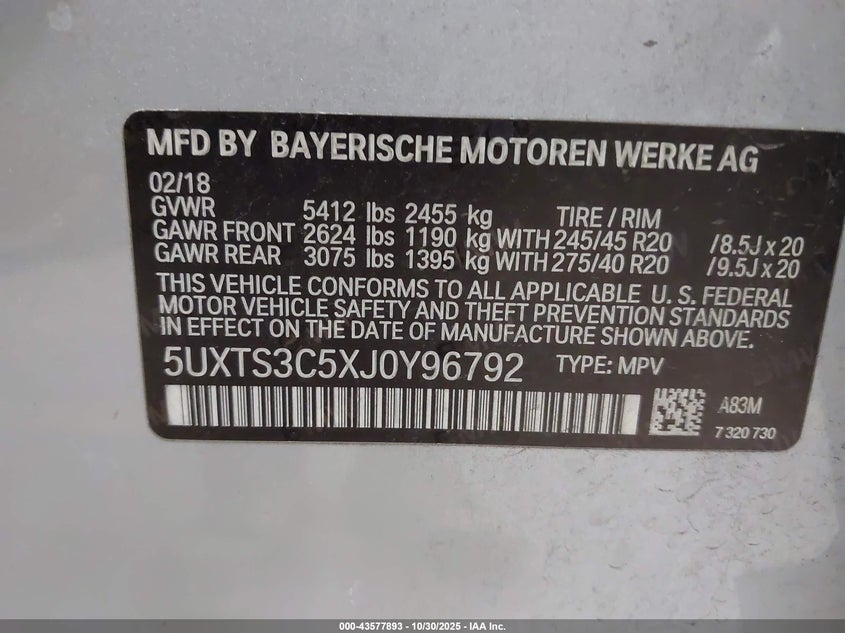 MFD BY BAYERISCHE MOTOREN WERKE AG
02/18
GVWR 5412 lbs 2455 kg TIRE / RIM
GAWR FRONT 2624 lbs 1190 kg WITH 245/45 R20 /8.5J x 20
GAWR REAR 3075 lbs 1395 kg WITH 275/40 R20 /9.5J x 20
THIS VEHICLE CONFORMS TO ALL APPLICABLE U. S. FEDERAL
MOTOR VEHICLE SAFETY AND THEFT PREVENTION STANDARDS
IN EFFECT ON THE DATE OF MANUFACTURE SHOWN ABOVE.
5UXTS3C5XJ0Y96792 TYPE: MPV
A83M
7 320 730
000-43577893 | 10/30/2025 - IAA Inc.